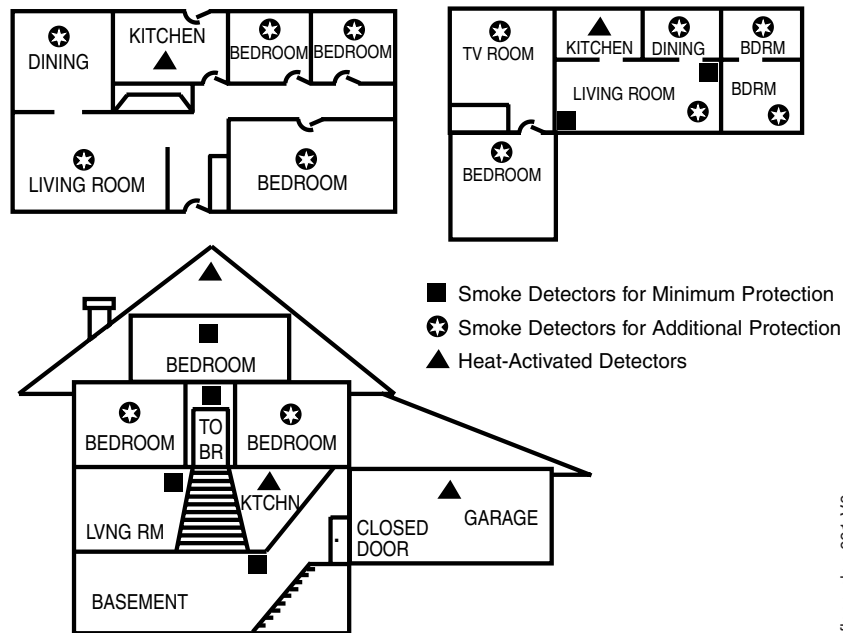 DINING
KITCHEN
BEDROOM
BEDROOM
LIVING ROOM
BEDROOM
TV ROOM
KITCHEN
DINING
BDRM
LIVING ROOM
BDRM
BEDROOM
Smoke Detectors for Minimum Protection
Smoke Detectors for Additional Protection
Heat-Activated Detectors
BEDROOM
BEDROOM
TO
BR
BEDROOM
LVNG RM
KTCHN
CLOSED
DOOR
GARAGE
BASEMENT